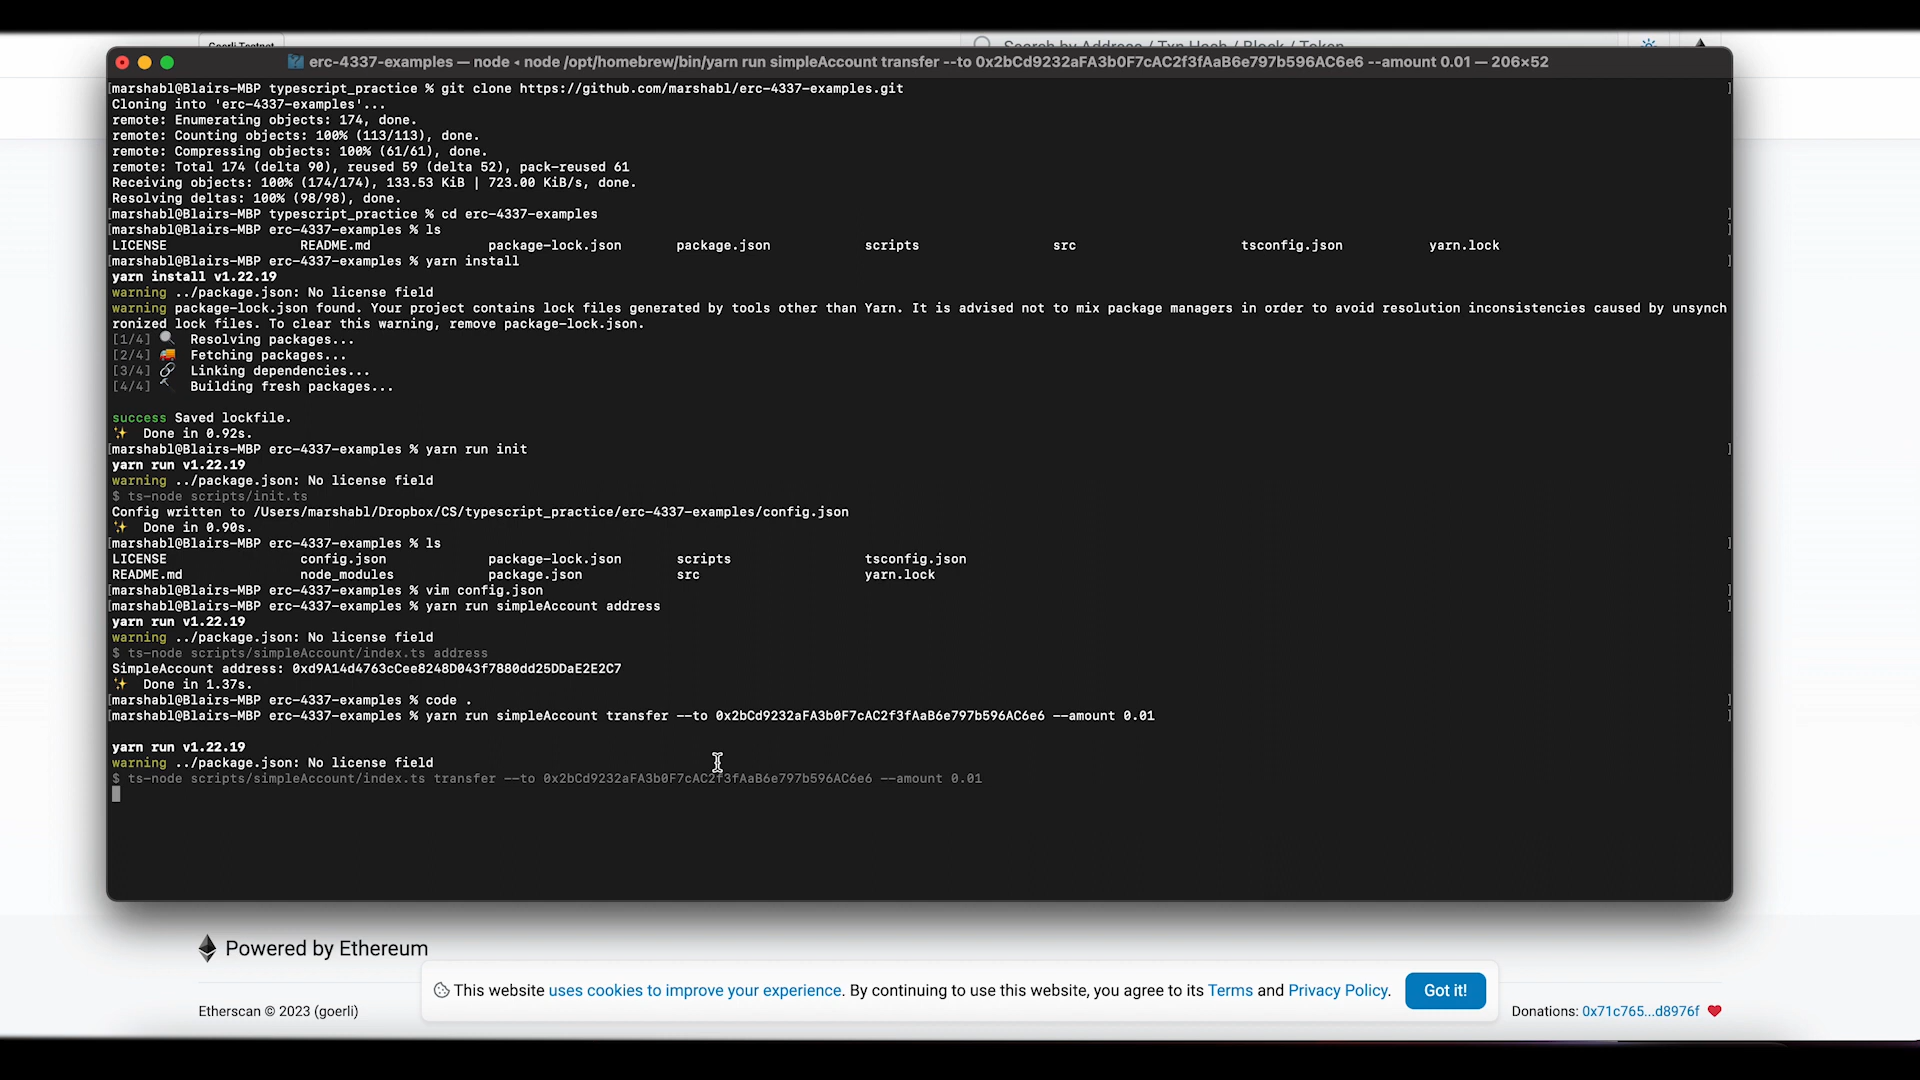 Goerli Testnet
Search by Address / Txn Hash / Block / Token
erc-4337-examples — node ◂ node /opt/homebrew/bin/yarn run simpleAccount transfer --to 0x2bCd9232aFA3b0F7cAC2f3fAaB6e797b596AC6e6 --amount 0.01 — 206×52
[marshabl@Blairs-MBP typescript_practice % git clone https://github.com/marshabl/erc-4337-examples.git ]
Cloning into 'erc-4337-examples'...
remote: Enumerating objects: 174, done.
remote: Counting objects: 100% (113/113), done.
remote: Compressing objects: 100% (61/61), done.
remote: Total 174 (delta 90), reused 59 (delta 52), pack-reused 61
Receiving objects: 100% (174/174), 133.53 KiB | 723.00 KiB/s, done.
Resolving deltas: 100% (98/98), done.
[marshabl@Blairs-MBP typescript_practice % cd erc-4337-examples ]
[marshabl@Blairs-MBP erc-4337-examples % ls ]
LICENSE README.md package-lock.json package.json scripts src tsconfig.json yarn.lock
[marshabl@Blairs-MBP erc-4337-examples % yarn install ]
yarn install v1.22.19
warning ../package.json: No license field
warning package-lock.json found. Your project contains lock files generated by tools other than Yarn. It is advised not to mix package managers in order to avoid resolution inconsistencies caused by unsynch
ronized lock files. To clear this warning, remove package-lock.json.
[1/4] 🔍 Resolving packages...
[2/4] 🚚 Fetching packages...
[3/4] 🔗 Linking dependencies...
[4/4] 🔨 Building fresh packages...
success Saved lockfile.
✨ Done in 0.92s.
[marshabl@Blairs-MBP erc-4337-examples % yarn run init ]
yarn run v1.22.19
warning ../package.json: No license field
$ ts-node scripts/init.ts
Config written to /Users/marshabl/Dropbox/CS/typescript_practice/erc-4337-examples/config.json
✨ Done in 0.90s.
[marshabl@Blairs-MBP erc-4337-examples % ls ]
LICENSE config.json package-lock.json scripts tsconfig.json
README.md node_modules package.json src yarn.lock
[marshabl@Blairs-MBP erc-4337-examples % vim config.json ]
[marshabl@Blairs-MBP erc-4337-examples % yarn run simpleAccount address ]
yarn run v1.22.19
warning ../package.json: No license field
$ ts-node scripts/simpleAccount/index.ts address
SimpleAccount address: 0xd9A14d4763cCee8248D043f7880dd25DDaE2E2C7
✨ Done in 1.37s.
[marshabl@Blairs-MBP erc-4337-examples % code . ]
[marshabl@Blairs-MBP erc-4337-examples % yarn run simpleAccount transfer --to 0x2bCd9232aFA3b0F7cAC2f3fAaB6e797b596AC6e6 --amount 0.01 ]
yarn run v1.22.19
warning ../package.json: No license field
$ ts-node scripts/simpleAccount/index.ts transfer --to 0x2bCd9232aFA3b0F7cAC2f3fAaB6e797b596AC6e6 --amount 0.01
Powered by Ethereum
This website uses cookies to improve your experience. By continuing to use this website, you agree to its Terms and Privacy Policy. Got it!
Etherscan © 2023 (goerli)
Donations: 0x71c765...d8976f ❤